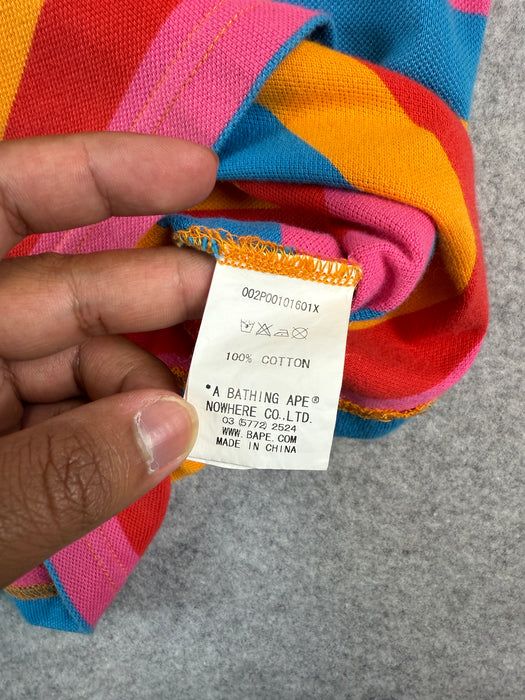 002P00101601X
100% COTTON
*A BATHING APE®
NOWHERE CO.,LTD.
03 (5772) 2524
WWW.BAPE.COM
MADE IN CHINA